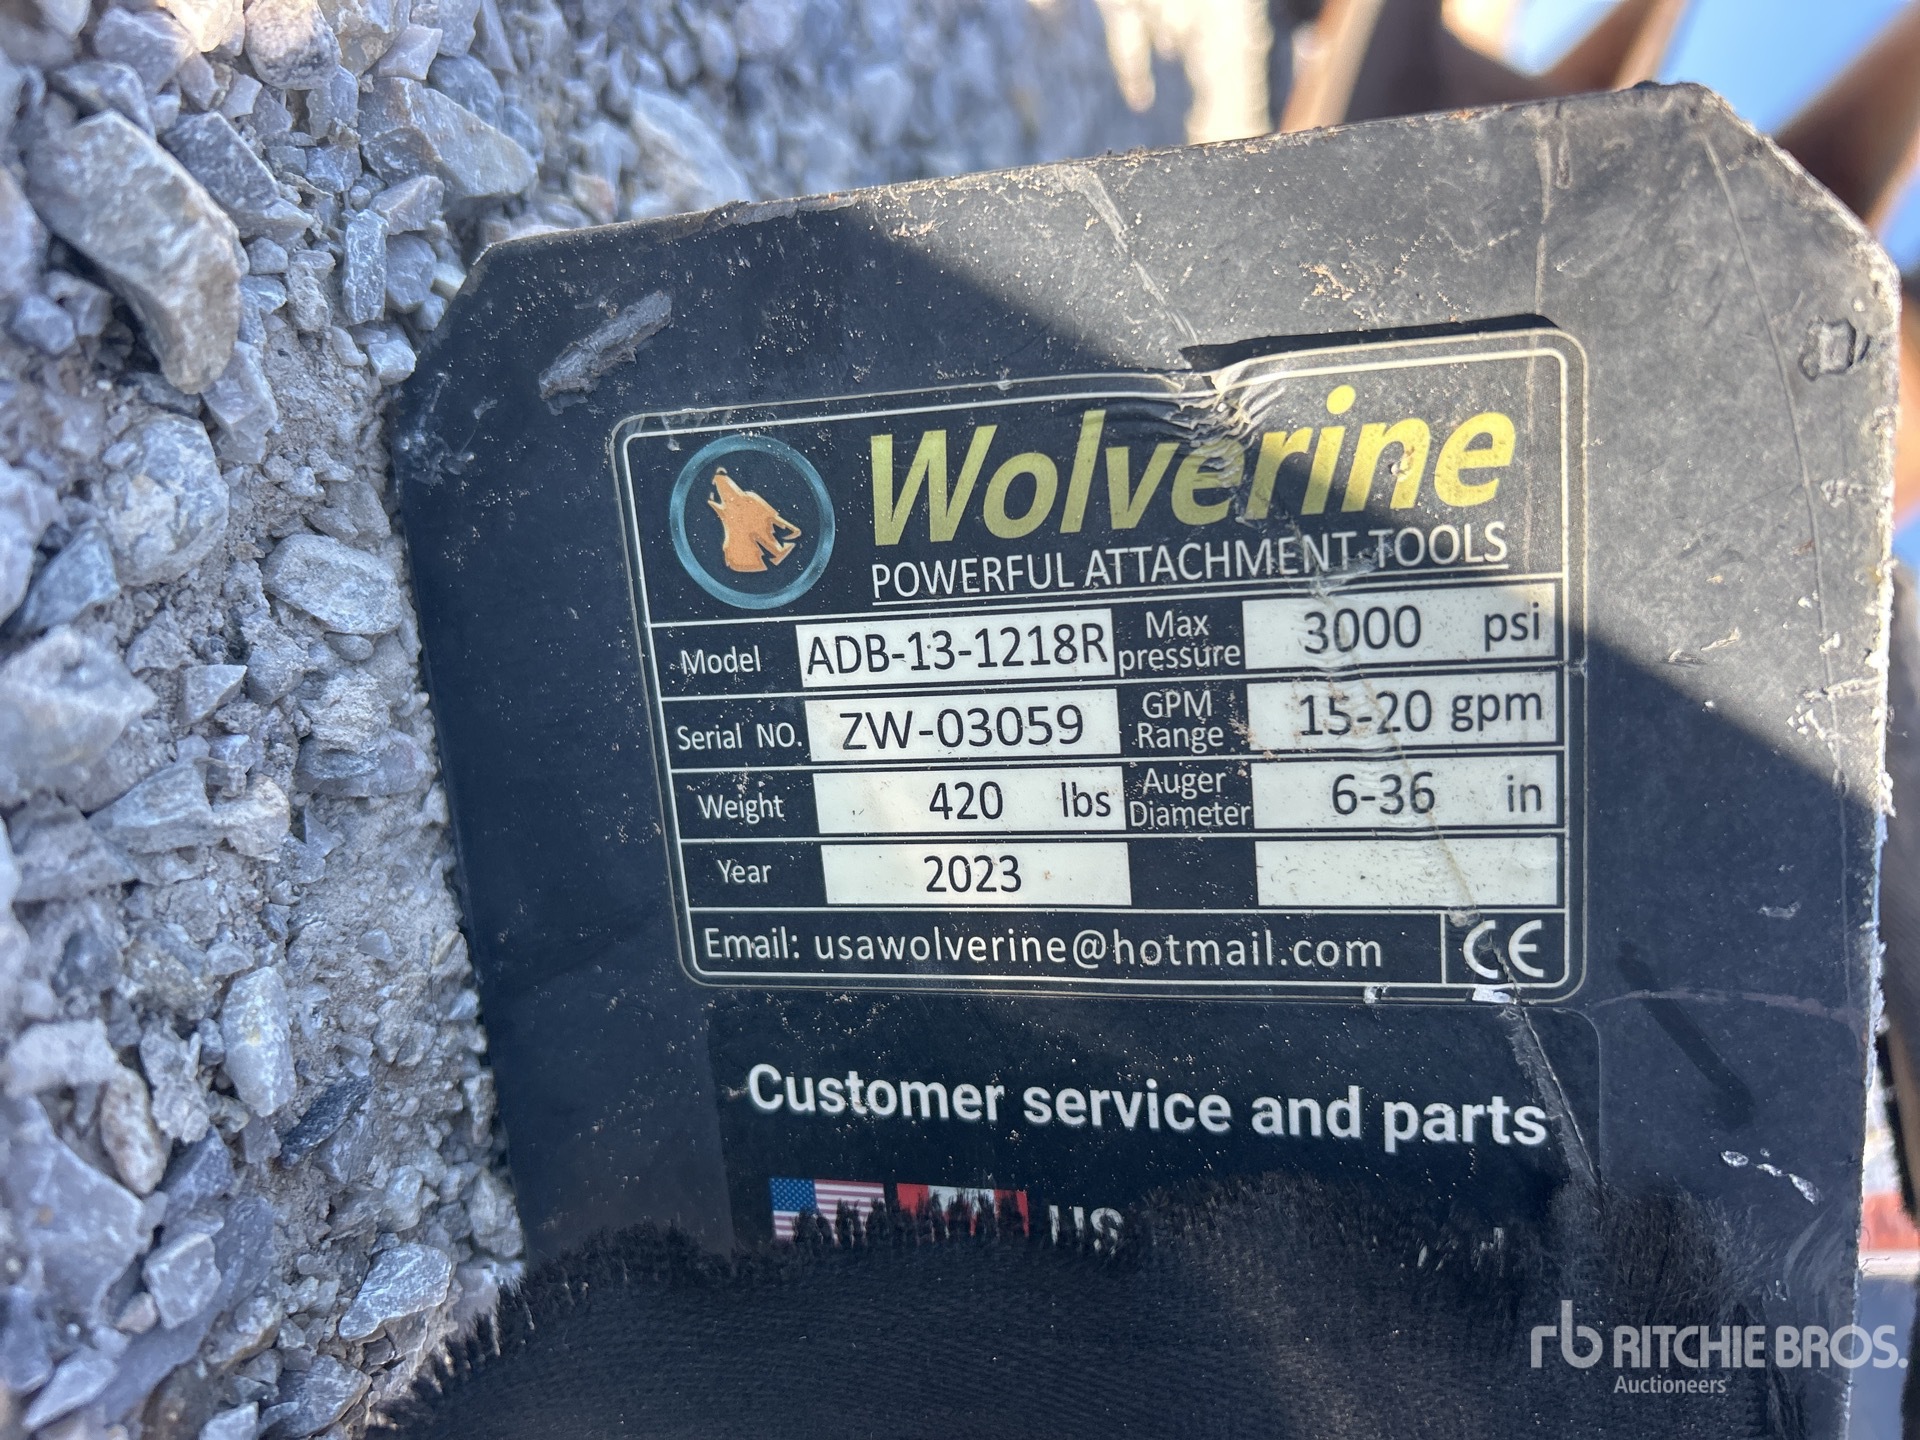 Wolverine
POWERFUL ATTACHMENT TOOLS
Model ADB-13-1218R Max pressure 3000 psi
Serial NO. ZW-03059 GPM Range 15-20 gpm
Weight 420 lbs Auger Diameter 6-36 in
Year 2023
Email: usawolverine@hotmail.com CE
Customer service and parts
US
rb RITCHIE BROS.
Auctioneers